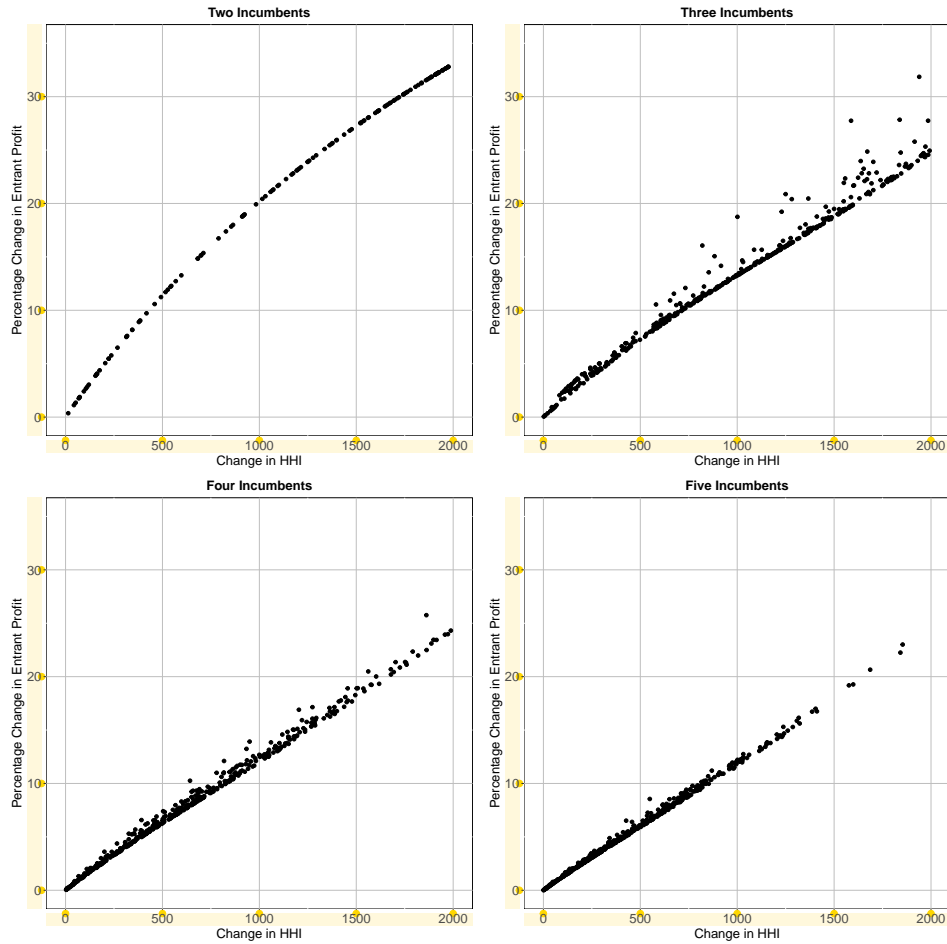 Two Incumbents
Percentage Change in Entrant Profit
30
20
10
0
0 500 1000 1500 2000
Change in HHI
Three Incumbents
Percentage Change in Entrant Profit
30
20
10
0
0 500 1000 1500 2000
Change in HHI
Four Incumbents
Percentage Change in Entrant Profit
30
20
10
0
0 500 1000 1500 2000
Change in HHI
Five Incumbents
Percentage Change in Entrant Profit
30
20
10
0
0 500 1000 1500 2000
Change in HHI